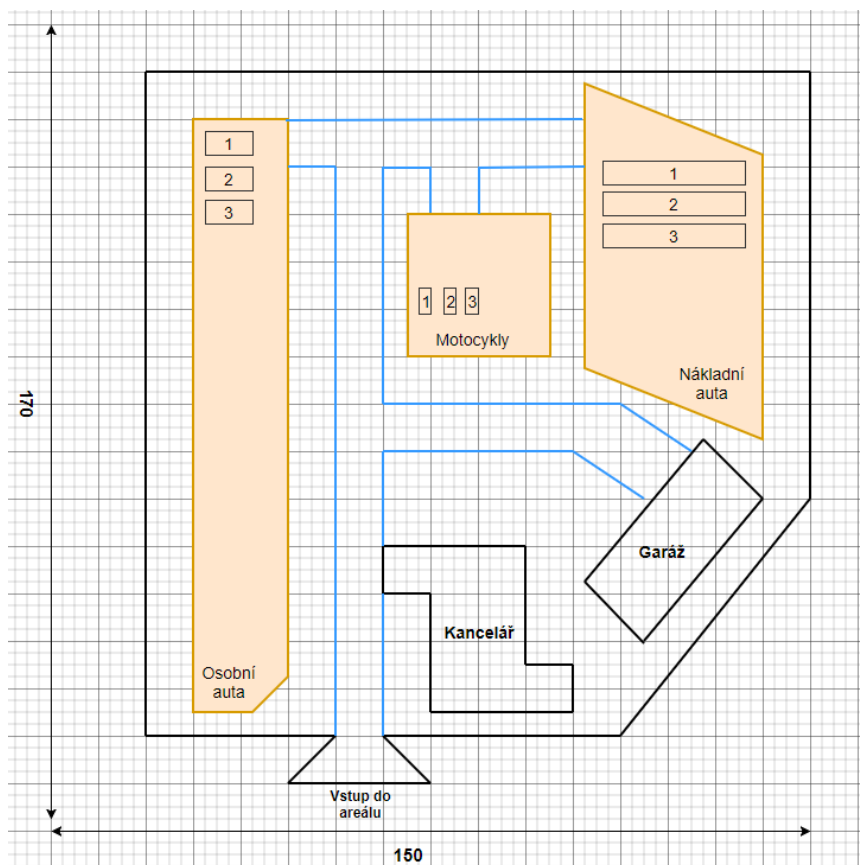 1
2
3
1
2
3
1 2 3
Motocykly
Nákladní
auta
170
Garáž
Kancelář
Osobní
auta
Vstup do
areálu
150